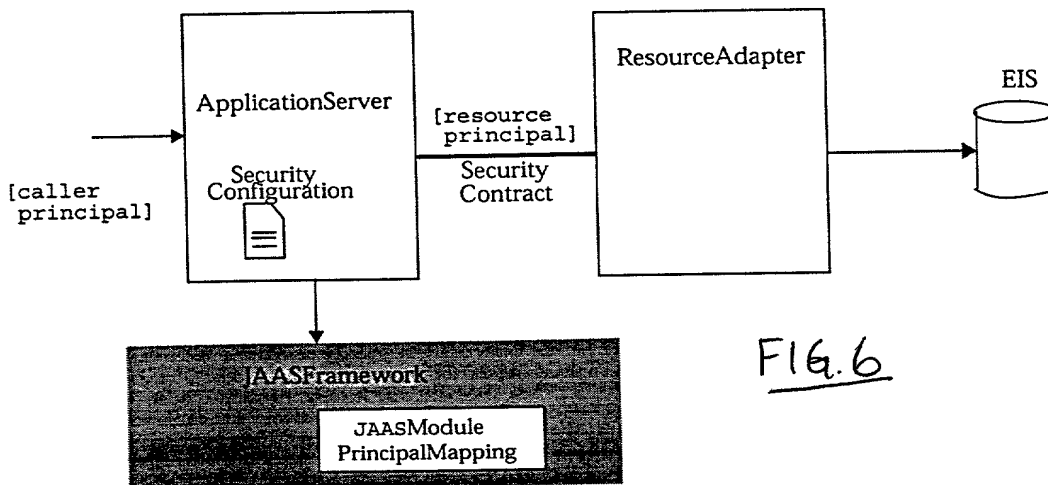 ResourceAdapter
EIS
ApplicationServer
[resource
principal]
Security
Configuration
Security
Contract
[caller
principal]
JAASFramework
JAASModule
PrincipalMapping
FIG.6